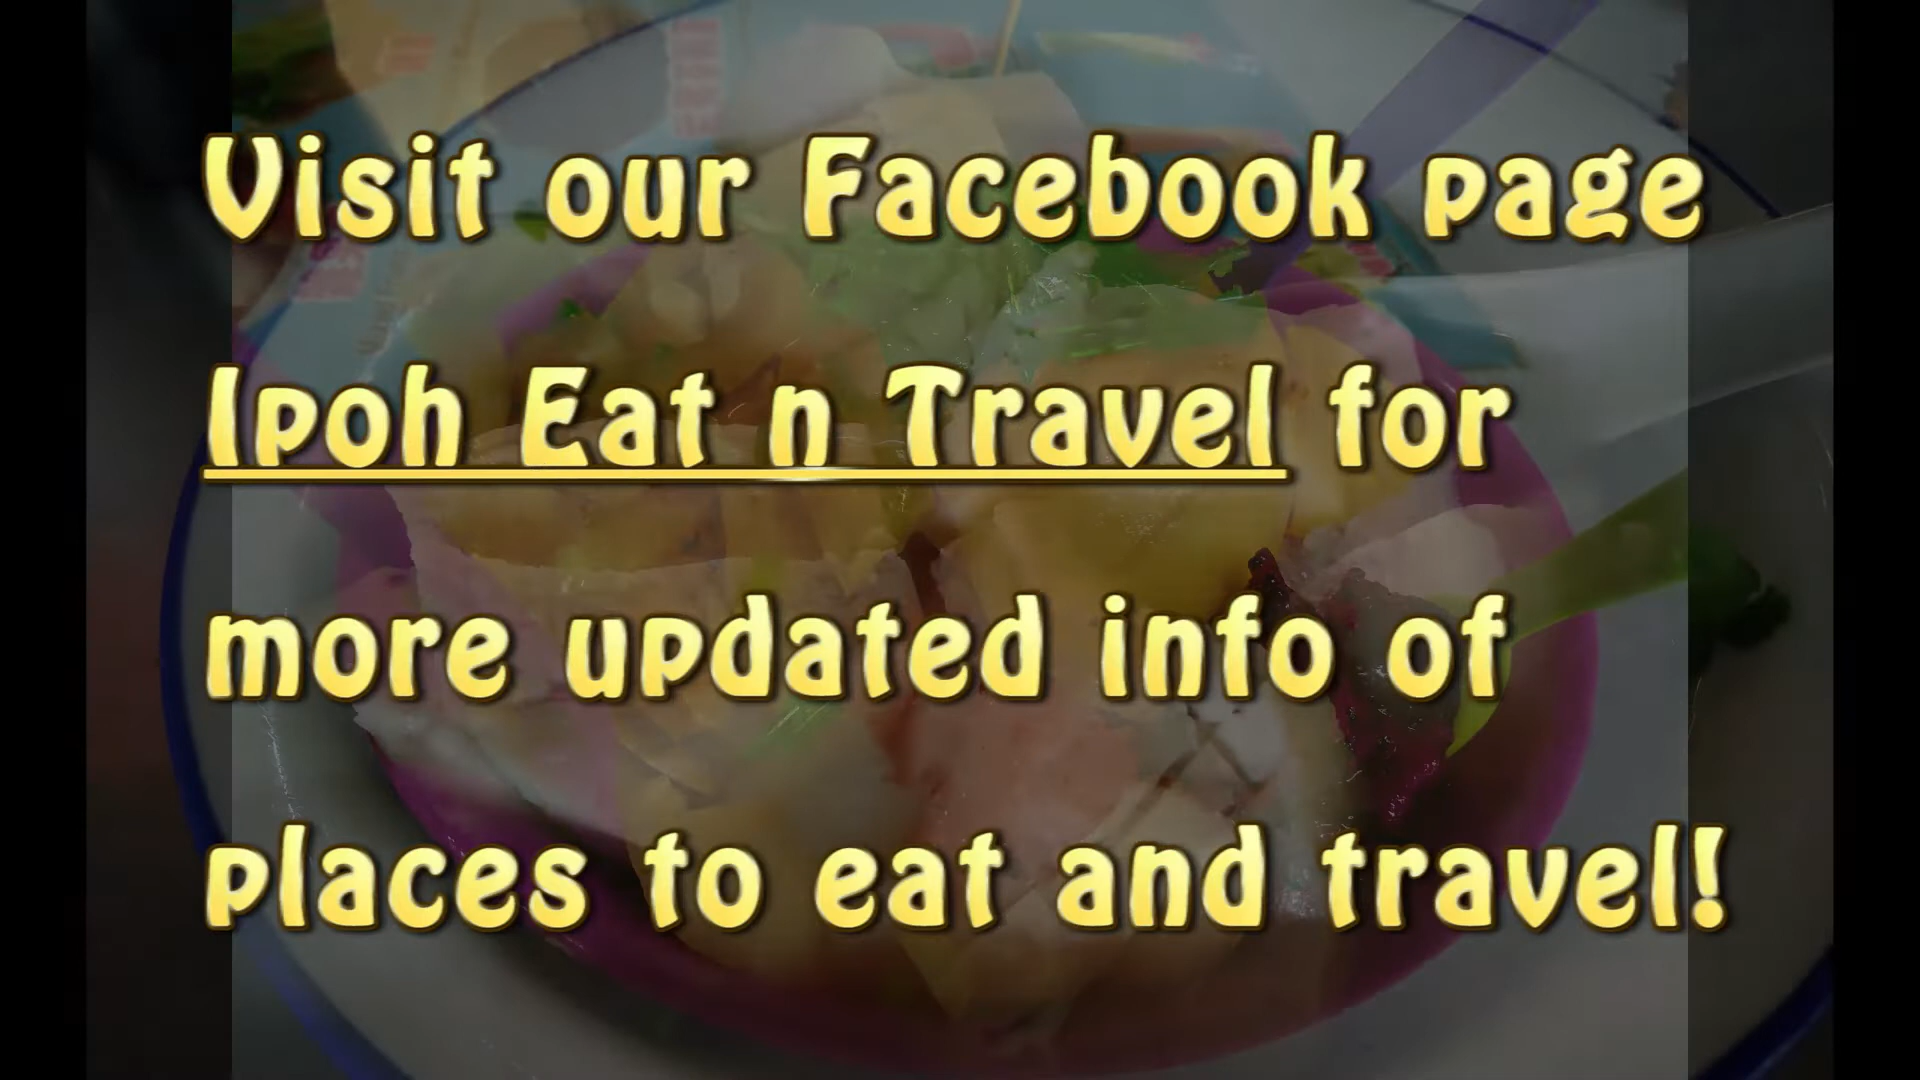 Visit our Facebook page
Ipoh Eat n Travel for
more updated info of
places to eat and travel!